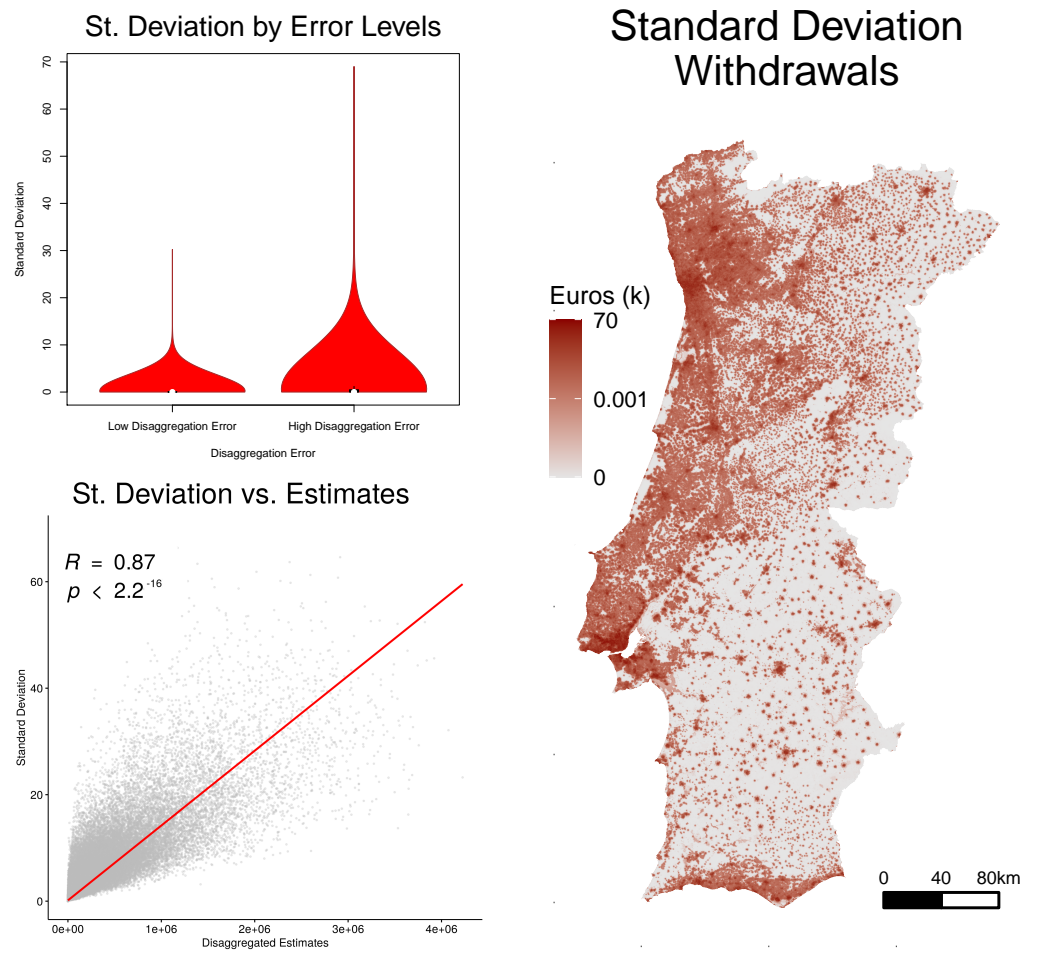 St. Deviation by Error Levels
70
60
50
40
30
20
10
0
Standard Deviation
Low Disaggregation Error
High Disaggregation Error
Disaggregation Error
St. Deviation vs. Estimates
R = 0.87
p < 2.2 -16
60
40
20
0
Standard Deviation
0e+00
1e+06
2e+06
3e+06
4e+06
Disaggregated Estimates
Standard Deviation
Withdrawals
Euros (k)
70
0.001
0
0 40 80km